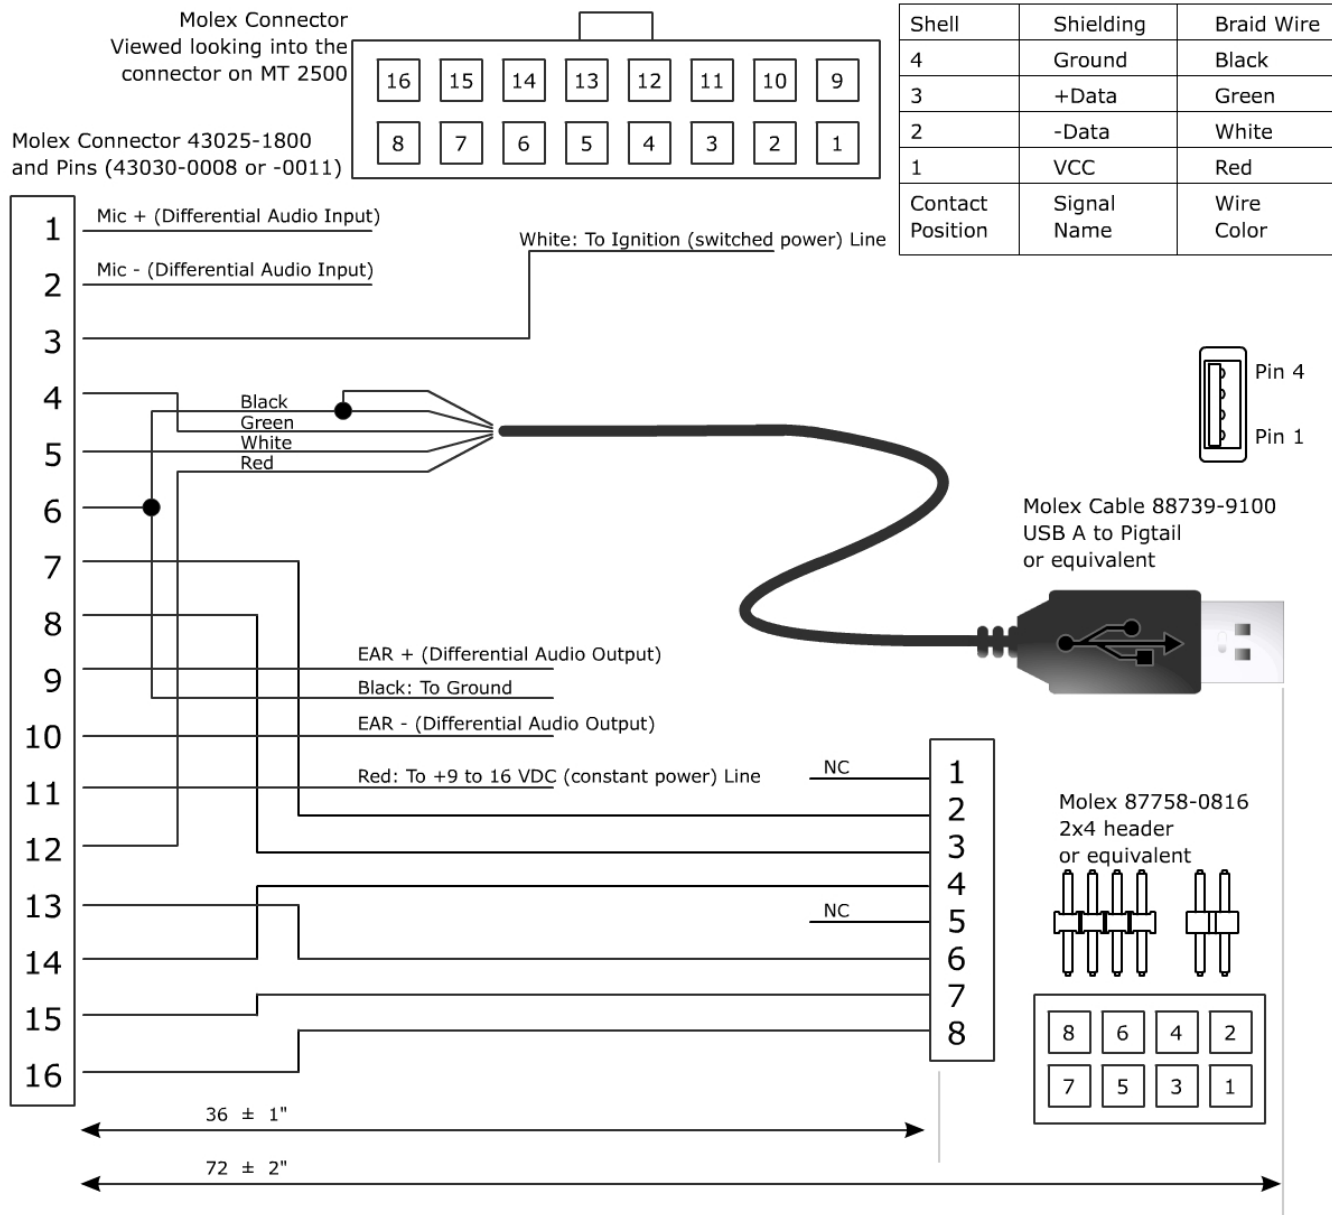 Molex Connector
Viewed looking into the
connector on MT 2500
16 15 14 13 12 11 10 9
8 7 6 5 4 3 2 1
Shell Shielding Braid Wire
4 Ground Black
3 +Data Green
2 -Data White
1 VCC Red
Contact Signal Wire
Position Name Color
Molex Connector 43025-1800
and Pins (43030-0008 or -0011)
1 Mic + (Differential Audio Input)
White: To Ignition (switched power) Line
2 Mic - (Differential Audio Input)
3
Pin 4
Pin 1
4
Black
Green
5 White
Red
6
Molex Cable 88739-9100
USB A to Pigtail
or equivalent
7
8
9 EAR + (Differential Audio Output)
Black: To Ground
10 EAR - (Differential Audio Output)
11 Red: To +9 to 16 VDC (constant power) Line
12
13
14
15
16
NC 1
2
3
4
NC 5
6
7
8
Molex 87758-0816
2x4 header
or equivalent
8 6 4 2
7 5 3 1
36 ± 1"
72 ± 2"